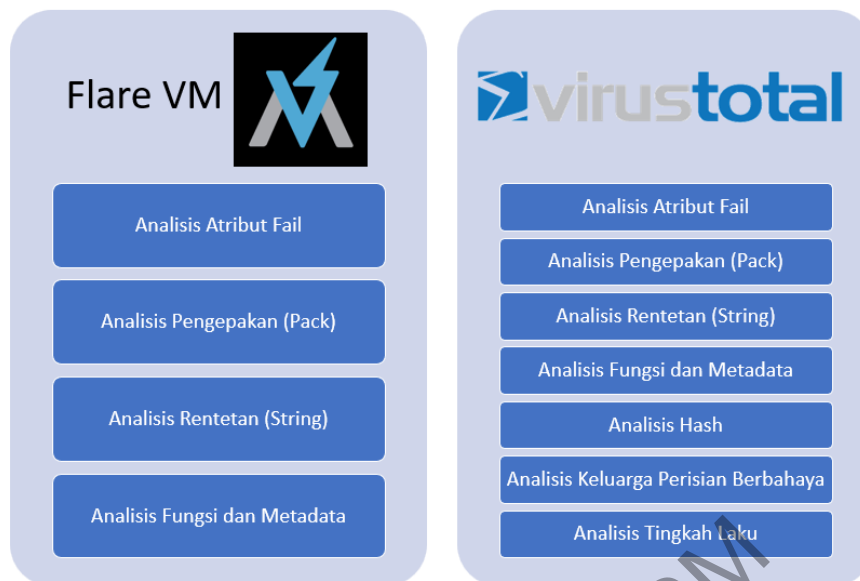 Flare VM
Analisis Atribut Fail
Analisis Pengepakan (Pack)
Analisis Rentetan (String)
Analisis Fungsi dan Metadata
virustotal
Analisis Atribut Fail
Analisis Pengepakan (Pack)
Analisis Rentetan (String)
Analisis Fungsi dan Metadata
Analisis Hash
Analisis Keluarga Perisian Berbahaya
Analisis Tingkah Laku